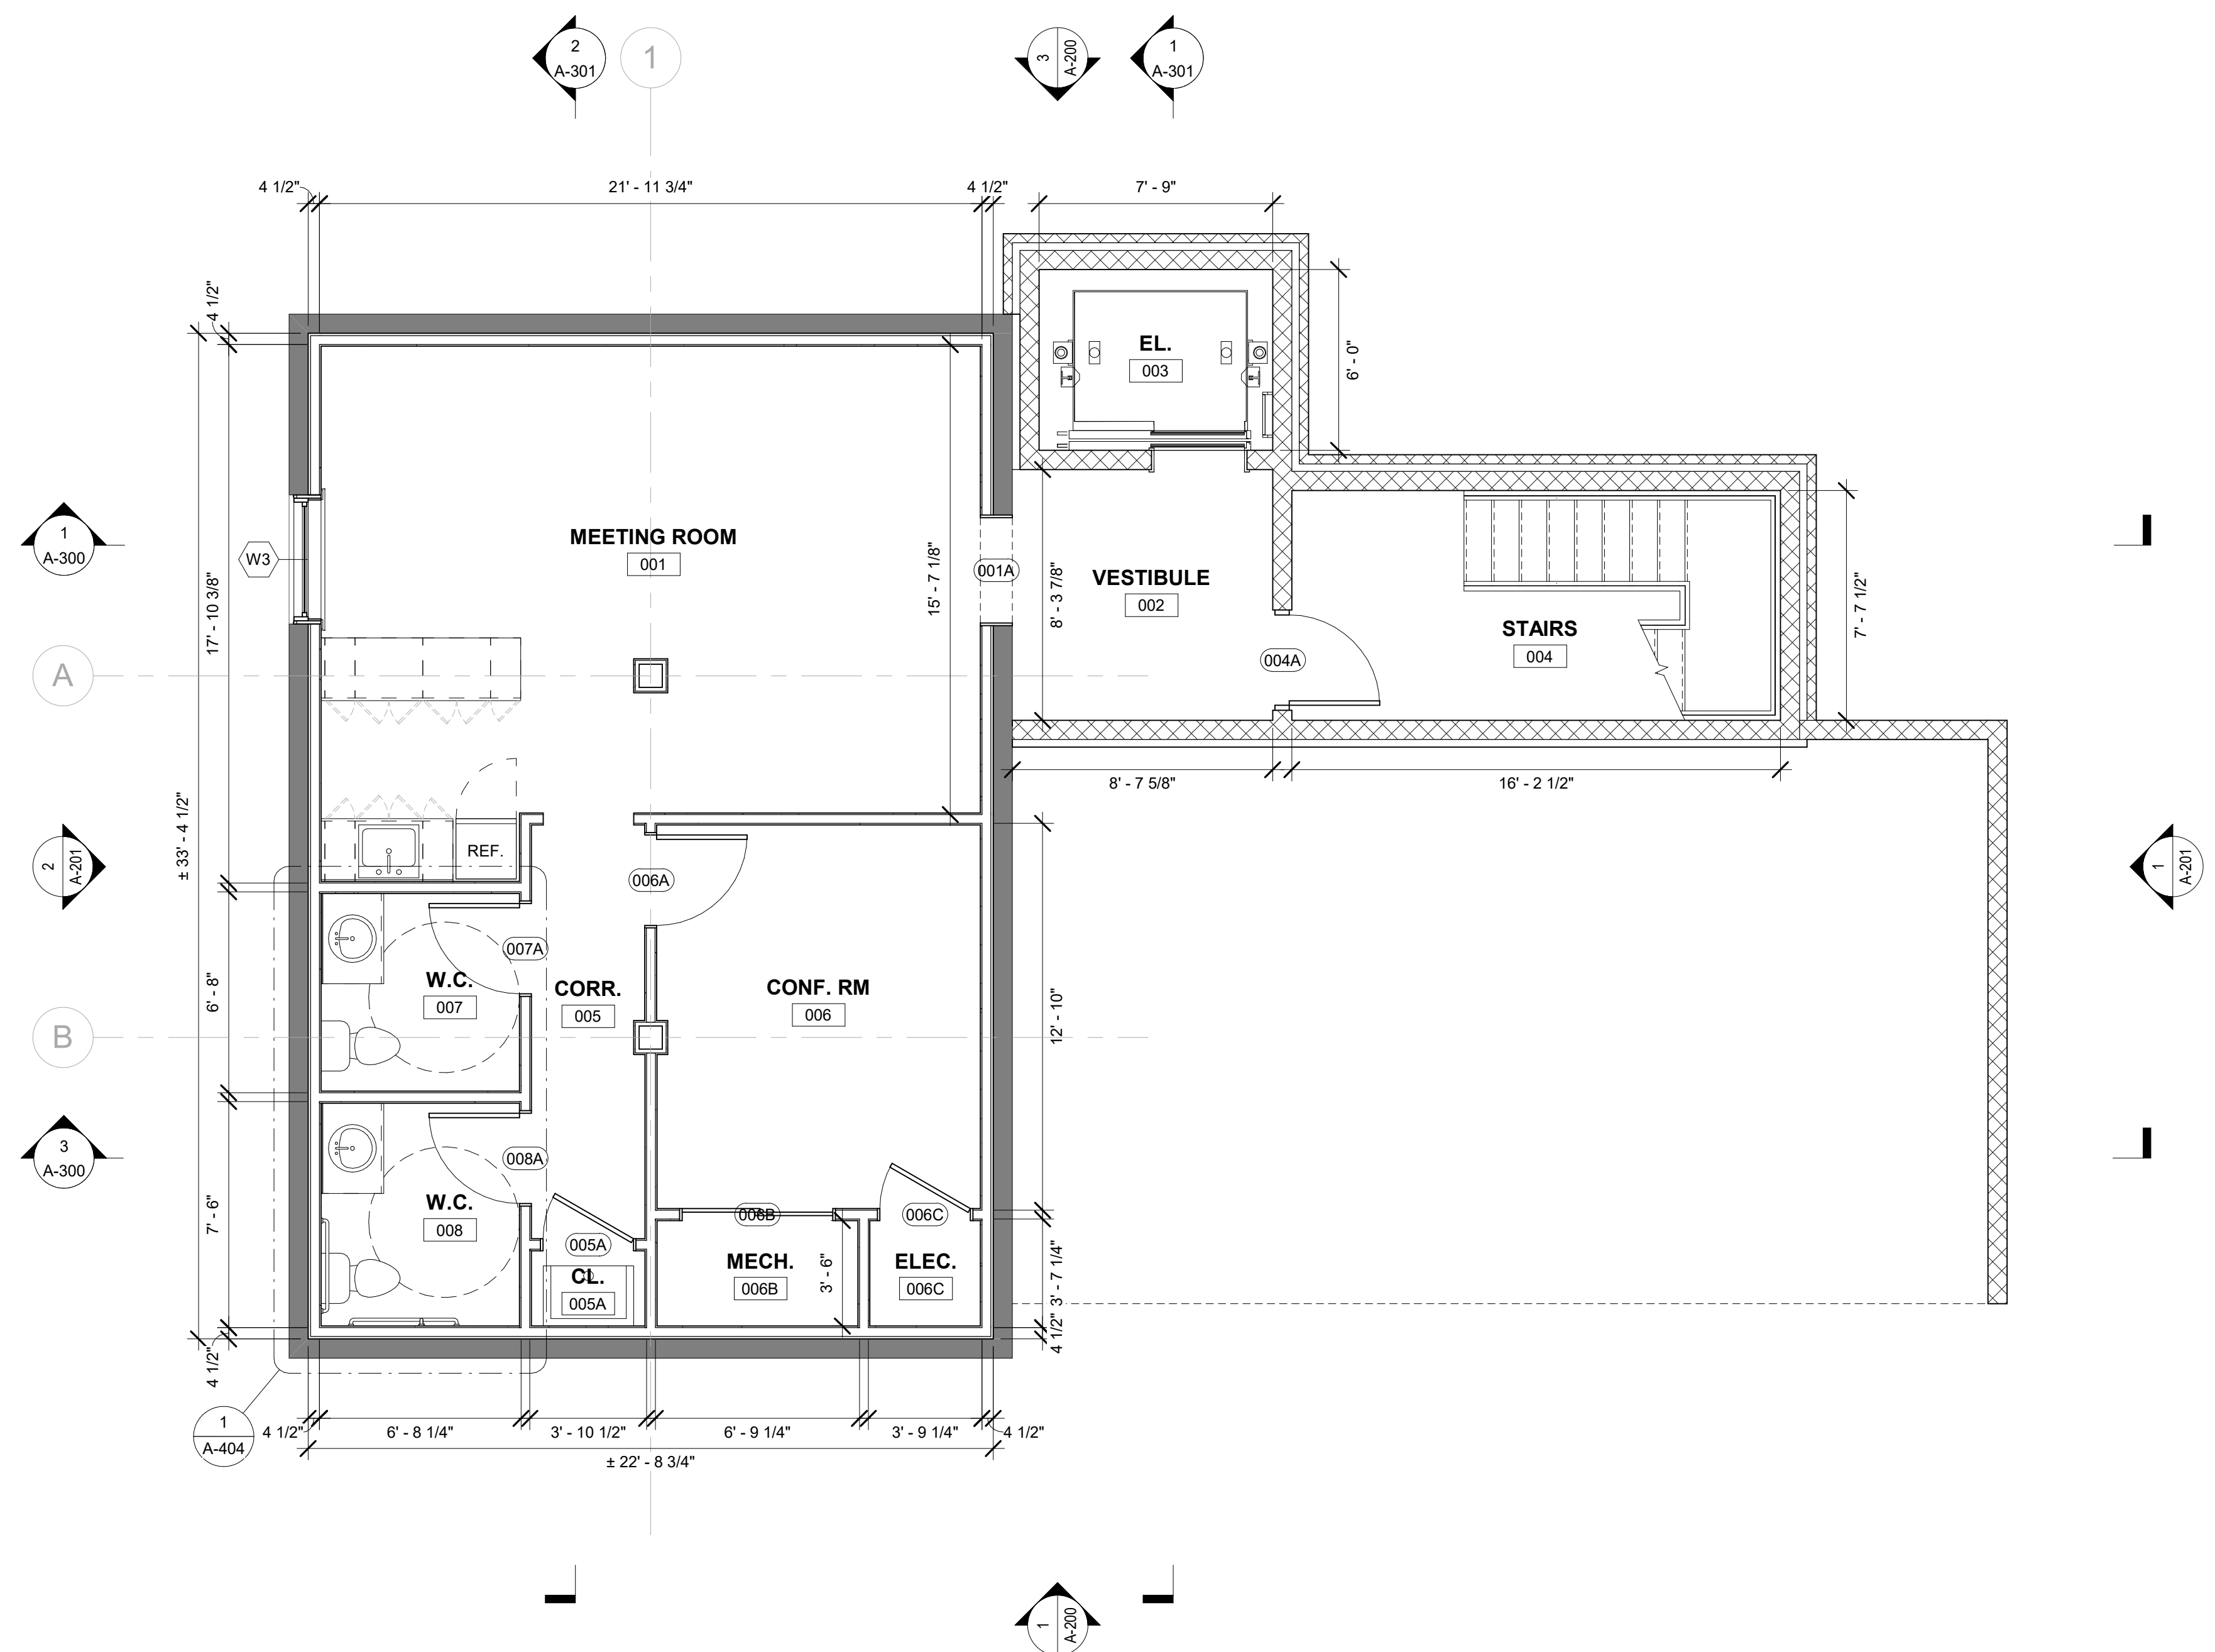 2
A-301
1
3
A-200
1
A-301
4 1/2"
21' - 11 3/4"
4 1/2"
7' - 9"
4 1/2"
EL.
003
6' - 0"
1
A-300
W3
MEETING ROOM
001
17' - 10 3/8"
15' - 7 1/8"
001A
8' - 3 7/8"
VESTIBULE
002
004A
STAIRS
004
7' - 7 1/2"
A
8' - 7 5/8"
16' - 2 1/2"
± 33' - 4 1/2"
2
A-201
REF.
006A
1
A-201
007A
W.C.
007
CORR.
005
CONF. RM
006
6' - 8"
12' - 10"
B
3
A-300
008A
W.C.
008
7' - 6"
005A
CL.
005A
006B
MECH.
006B
3' - 6"
006C
ELEC.
006C
3' - 7 1/4"
4 1/2"
4 1/2"
1
A-404
4 1/2"
6' - 8 1/4"
3' - 10 1/2"
6' - 9 1/4"
3' - 9 1/4"
4 1/2"
± 22' - 8 3/4"
1
A-200